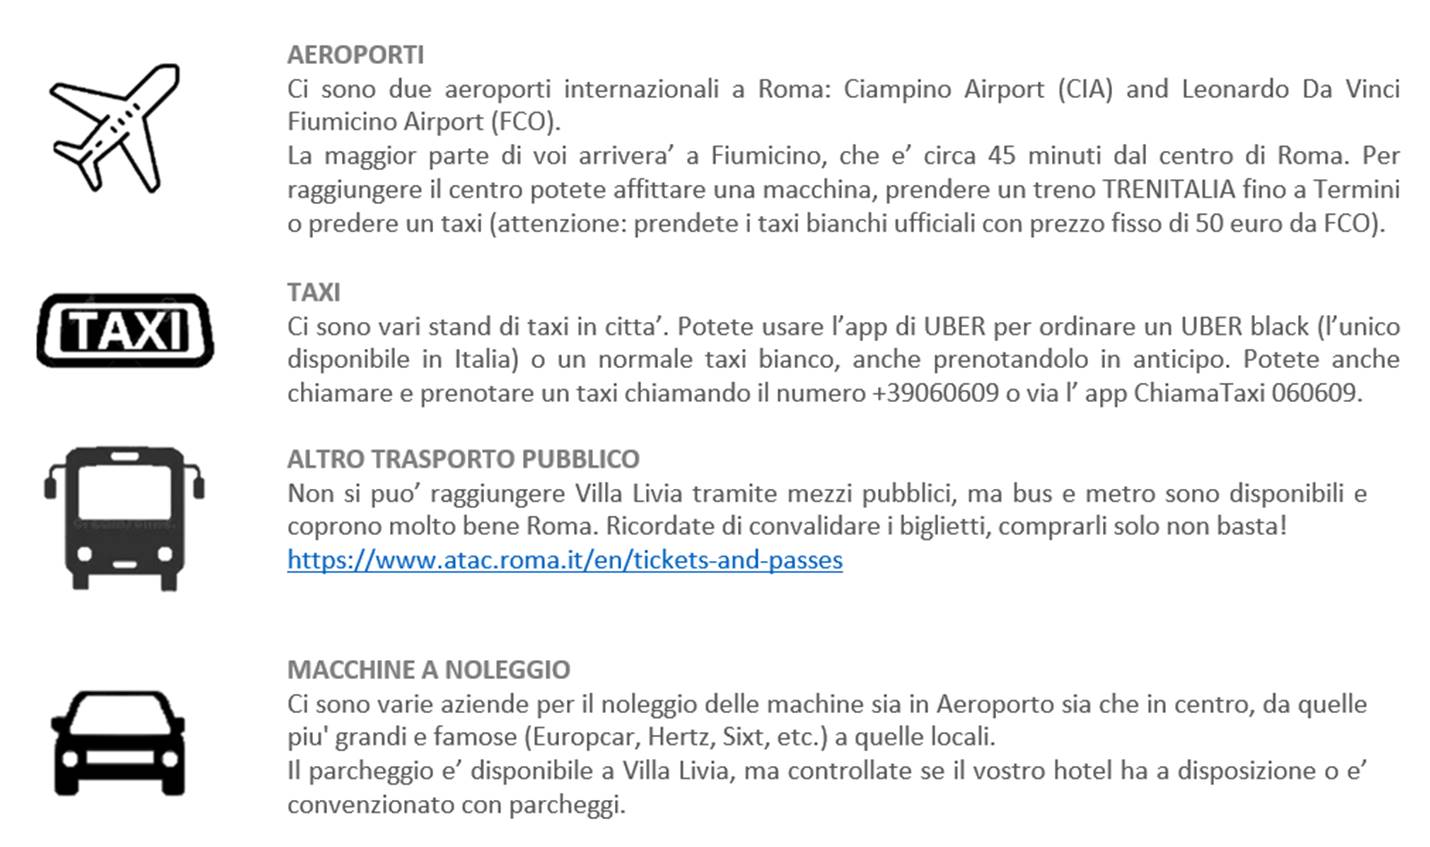 AEROPORTI
Ci sono due aeroporti internazionali a Roma: Ciampino Airport (CIA) and Leonardo Da Vinci
Fiumicino Airport (FCO).
La maggior parte di voi arrivera’ a Fiumicino, che e’ circa 45 minuti dal centro di Roma. Per
raggiungere il centro potete affittare una macchina, prendere un treno TRENITALIA fino a Termini
o predere un taxi (attenzione: prendete i taxi bianchi ufficiali con prezzo fisso di 50 euro da FCO).
TAXI
TAXI
Ci sono vari stand di taxi in citta’. Potete usare l’app di UBER per ordinare un UBER black (l’unico
disponibile in Italia) o un normale taxi bianco, anche prenotandolo in anticipo. Potete anche
chiamare e prenotare un taxi chiamando il numero +39060609 o via l’ app ChiamaTaxi 060609.
ALTRO TRASPORTO PUBBLICO
Non si puo’ raggiungere Villa Livia tramite mezzi pubblici, ma bus e metro sono disponibili e
coprono molto bene Roma. Ricordate di convalidare i biglietti, comprarli solo non basta!
https://www.atac.roma.it/en/tickets-and-passes
MACCHINE A NOLEGGIO
Ci sono varie aziende per il noleggio delle machine sia in Aeroporto sia che in centro, da quelle
piu' grandi e famose (Europcar, Hertz, Sixt, etc.) a quelle locali.
Il parcheggio e’ disponibile a Villa Livia, ma controllate se il vostro hotel ha a disposizione o e’
convenzionato con parcheggi.